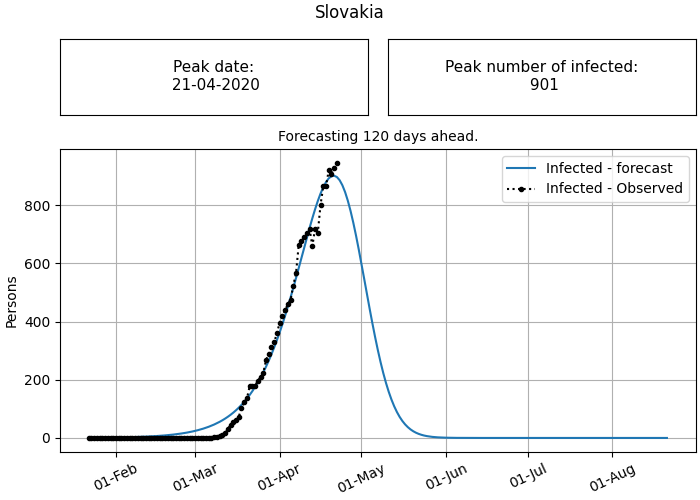 Slovakia
Peak date:
21-04-2020
Peak number of infected:
901
Forecasting 120 days ahead.
Infected - forecast
Infected - Observed
Persons
800
600
400
200
0
01-Feb
01-Mar
01-Apr
01-May
01-Jun
01-Jul
01-Aug